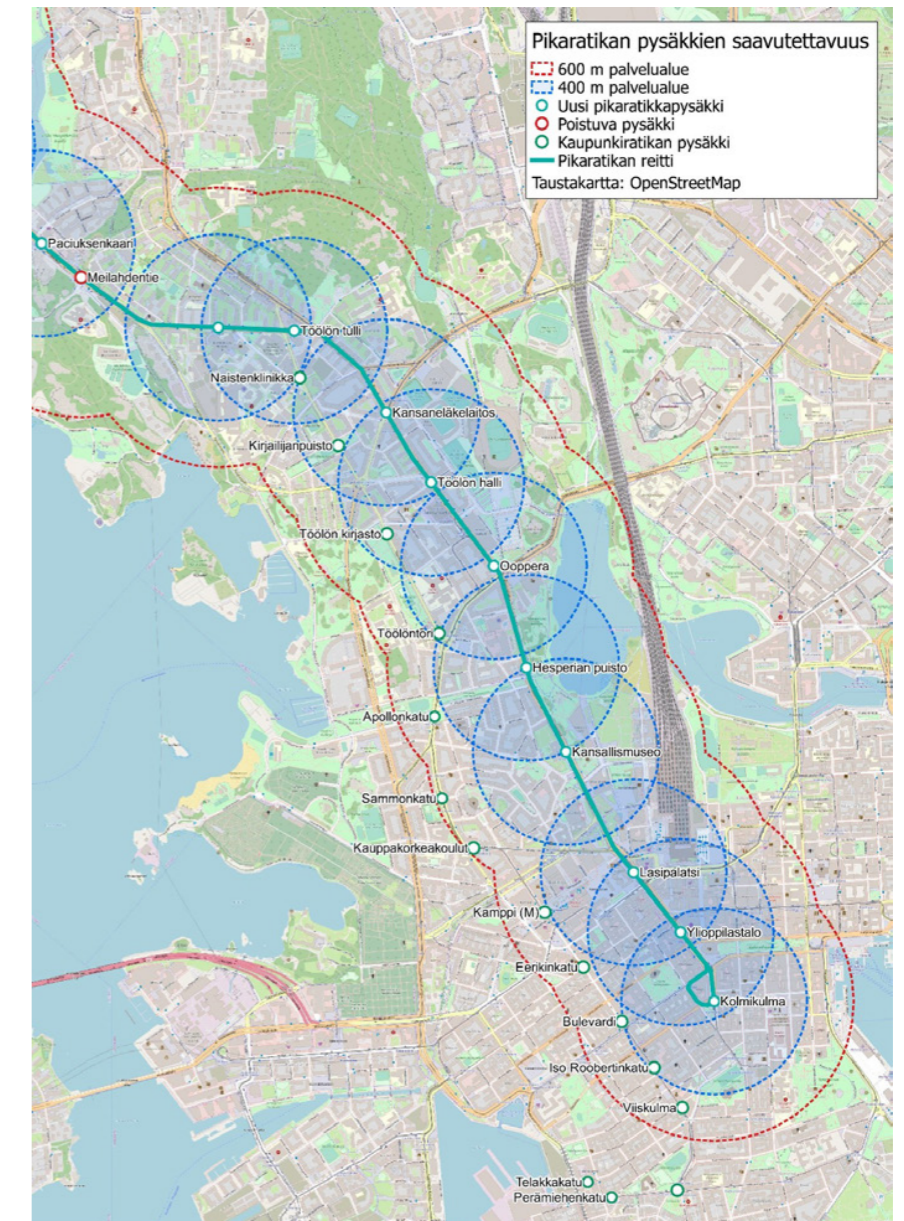 Pikaratikan pysäkkien saavutettavuus
600 m palvelualue
400 m palvelualue
Uusi pikaratikkapysäkki
Poistuva pysäkki
Kaupunkiratikan pysäkki
Pikaratikan reitti
Taustakartta: OpenStreetMap
Paciuksenkaari
Meilahdentie
Töölön tulli
Naistenklinikka
Kansaneläkelaitos
Kirjailijanpuisto
Töölön halli
Töölön kirjasto
Ooppera
Töölöntori
Hesperian puisto
Apollonkatu
Kansallismuseo
Sammonkatu
Kauppakorkeakoulut
Lasipalatsi
Kamppi (M)
Ylioppilastalo
Eerikinkatu
Kolmikulma
Bulevardi
Iso Roobertinkatu
Viiskulma
Telakkakatu
Perämiehenkatu